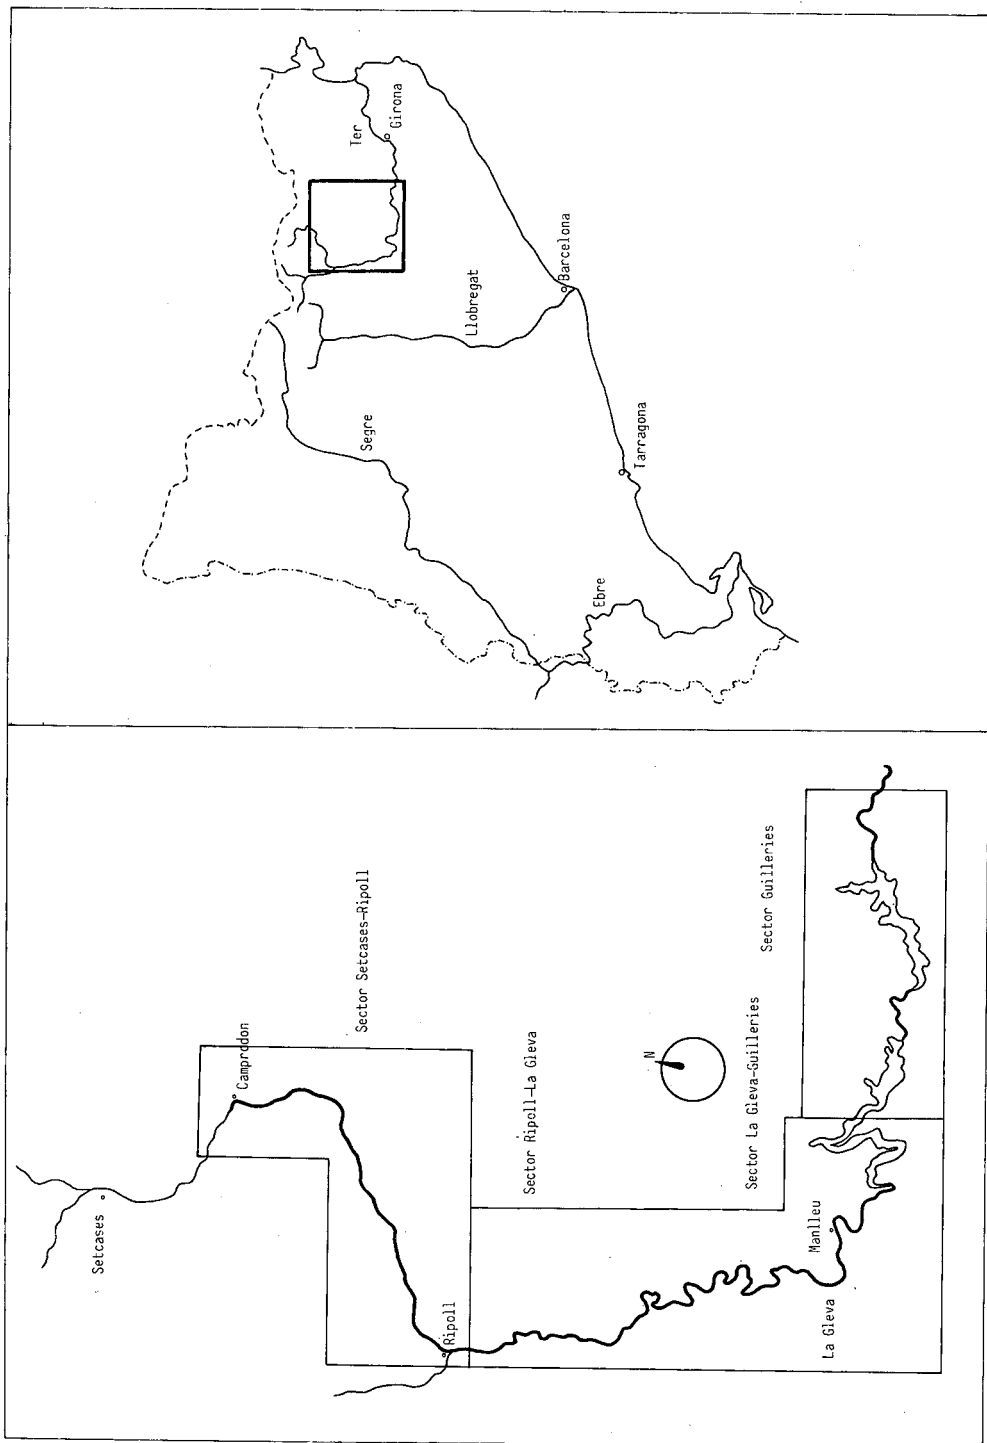 Setcases
Camprodon
Sector Setcases-Ripoll
Ripoll
Sector Ripoll-La Gleva
N
Sector La Gleva-Guilleries
Sector Guilleries
Manlleu
La Gleva
Ter
Girona
Llobregat
Barcelona
Segre
Tarragona
Ebre